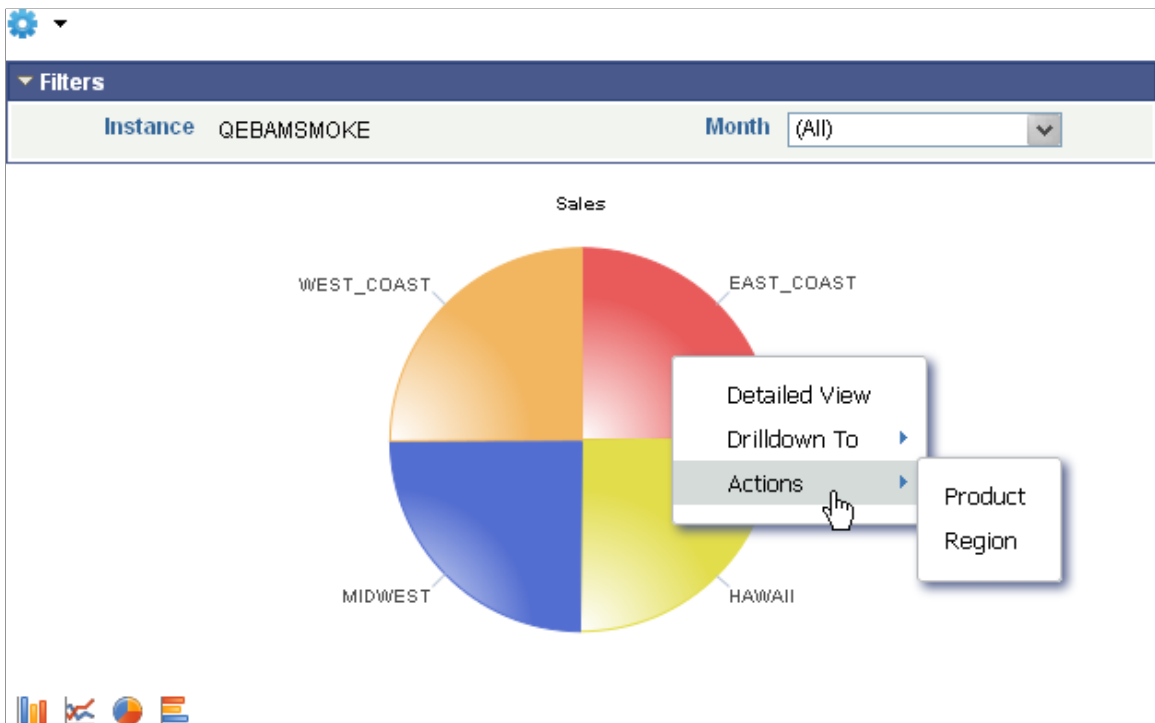 Filters
Instance QEBAMSMOKE Month (All)
Sales
WEST_COAST EAST_COAST
Detailed View
Drilldown To
Actions
Product
Region
MIDWEST HAWAII